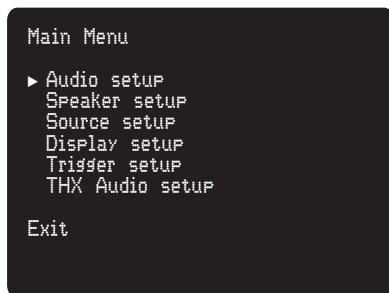 Main Menu
► Audio setup
Speaker setup
Source setup
Display setup
Trigger setup
THX Audio setup
Exit